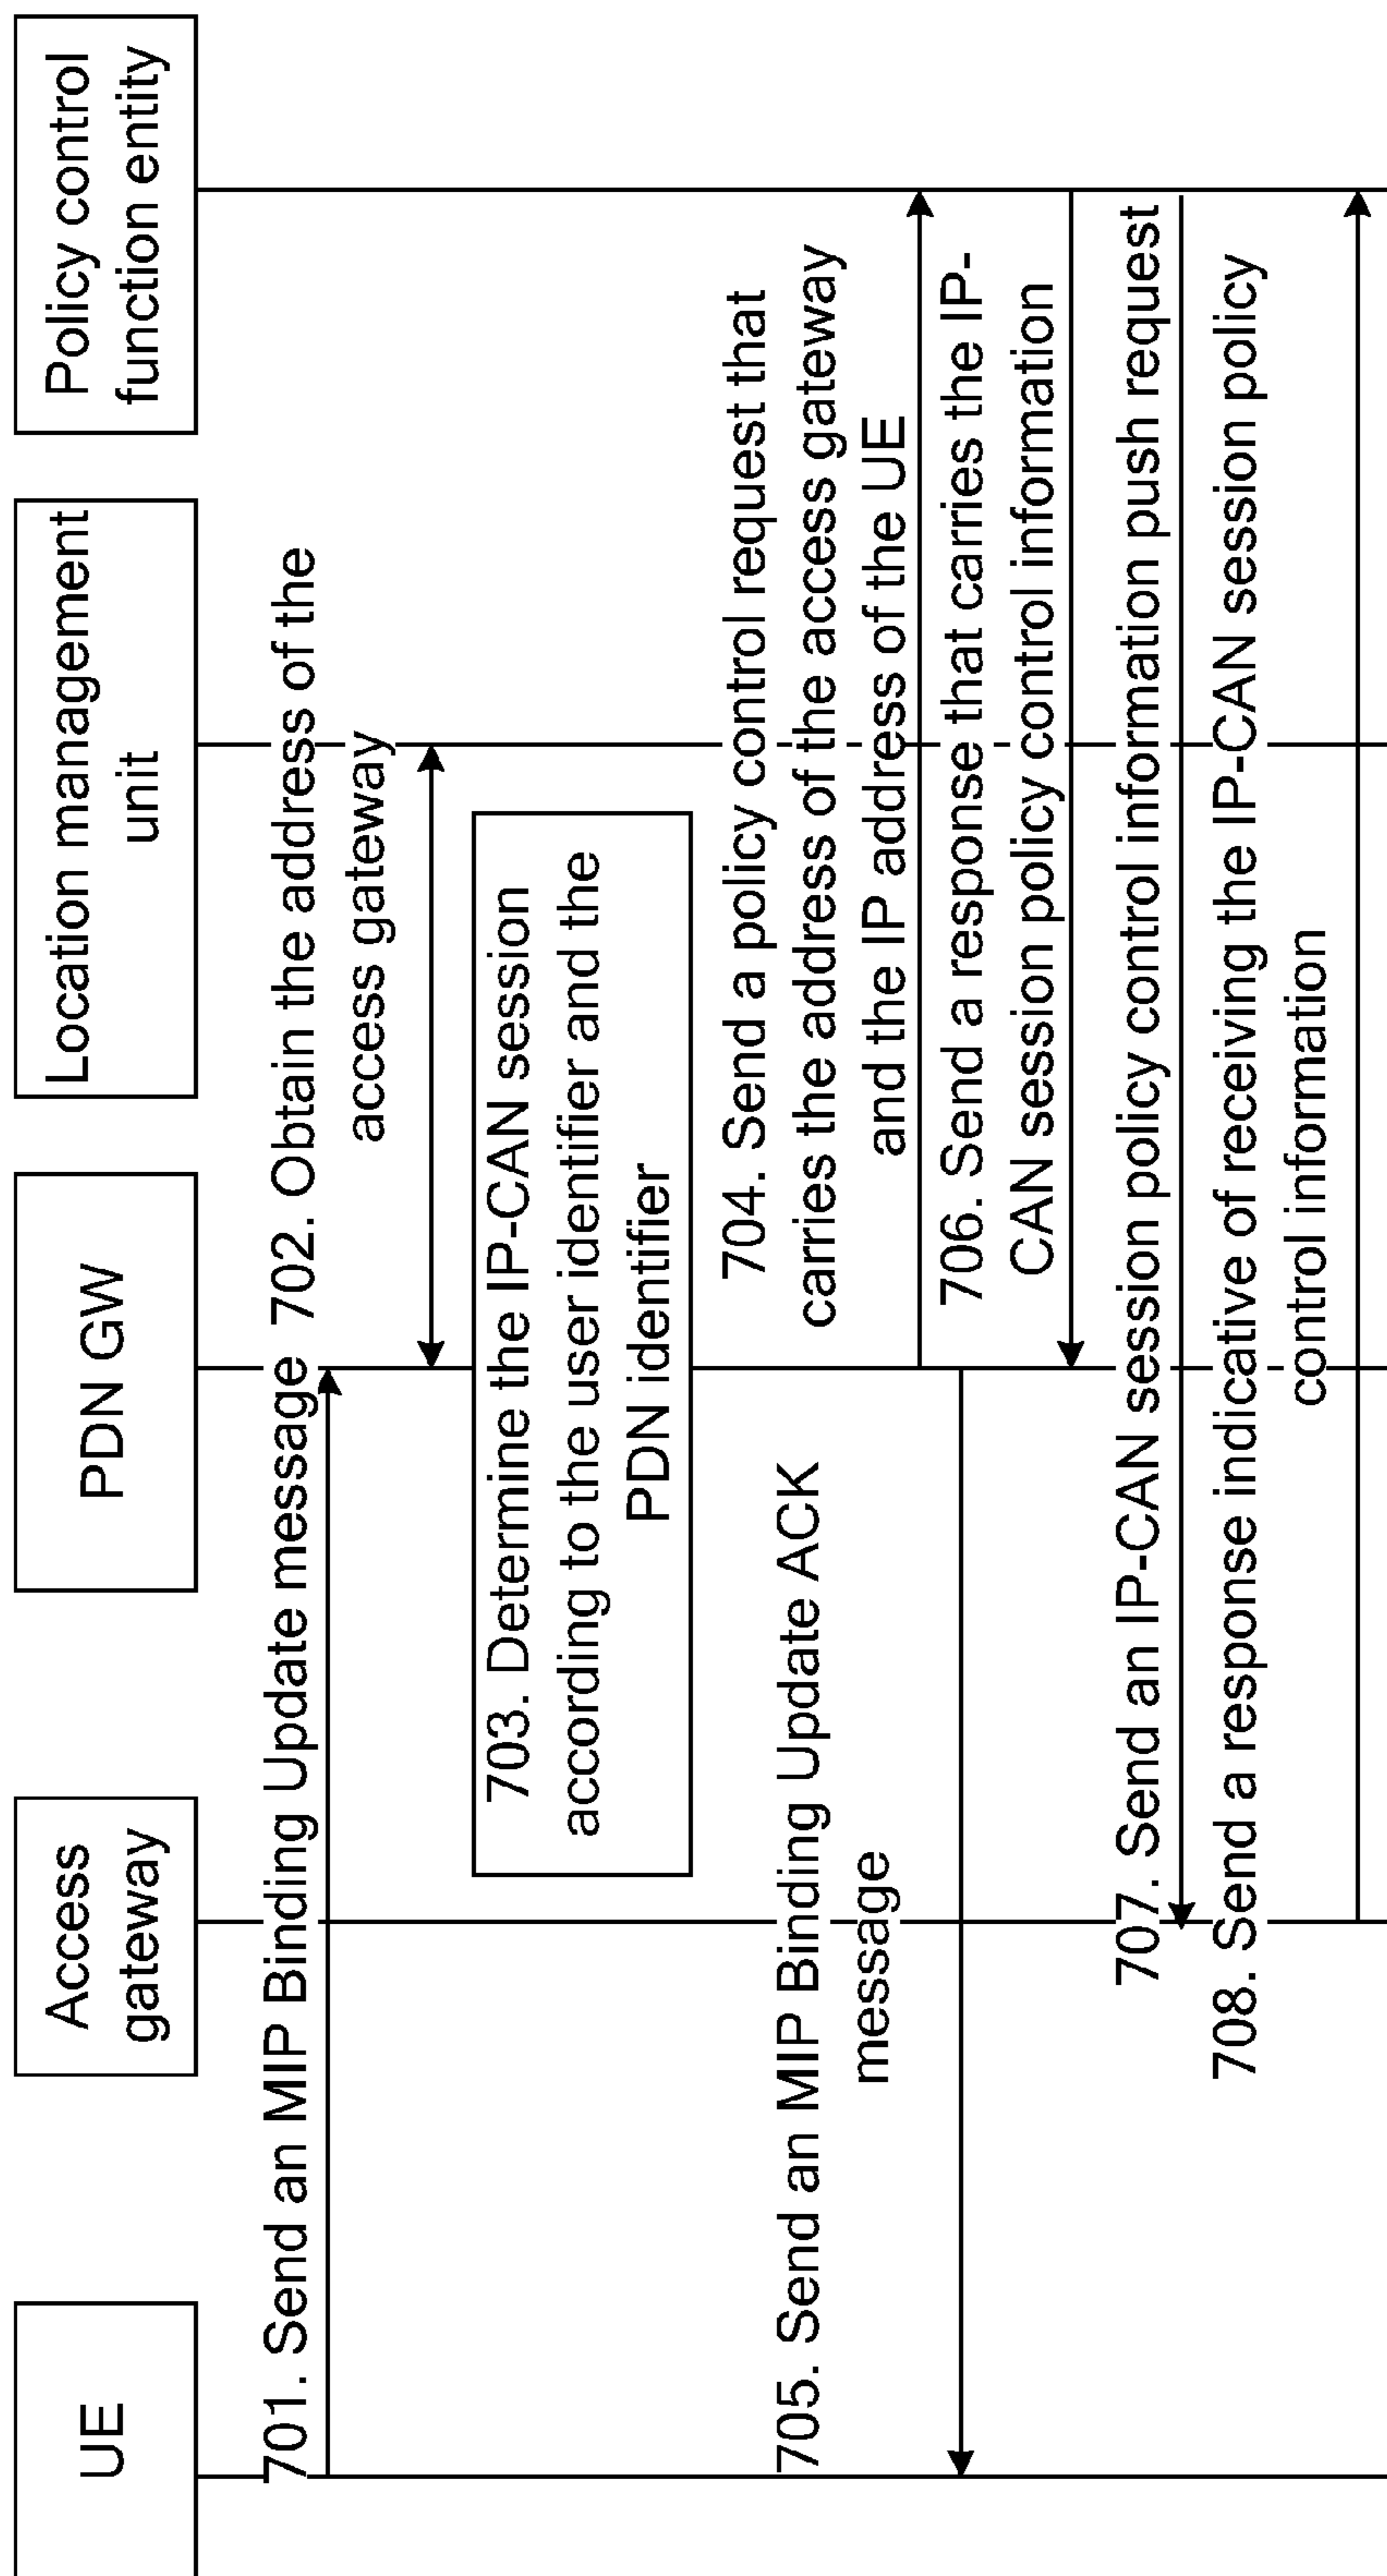 UE
Access
gateway
PDN GW
Location management
unit
Policy control
function entity
701. Send an MIP Binding Update message
702. Obtain the address of the
access gateway
703. Determine the IP-CAN session
according to the user identifier and the
PDN identifier
704. Send a policy control request that
carries the address of the access gateway
and the IP address of the UE
705. Send an MIP Binding Update ACK
message
706. Send a response that carries the IP-
CAN session policy control information
707. Send an IP-CAN session policy control information push request
708. Send a response indicative of receiving the IP-CAN session policy
control information